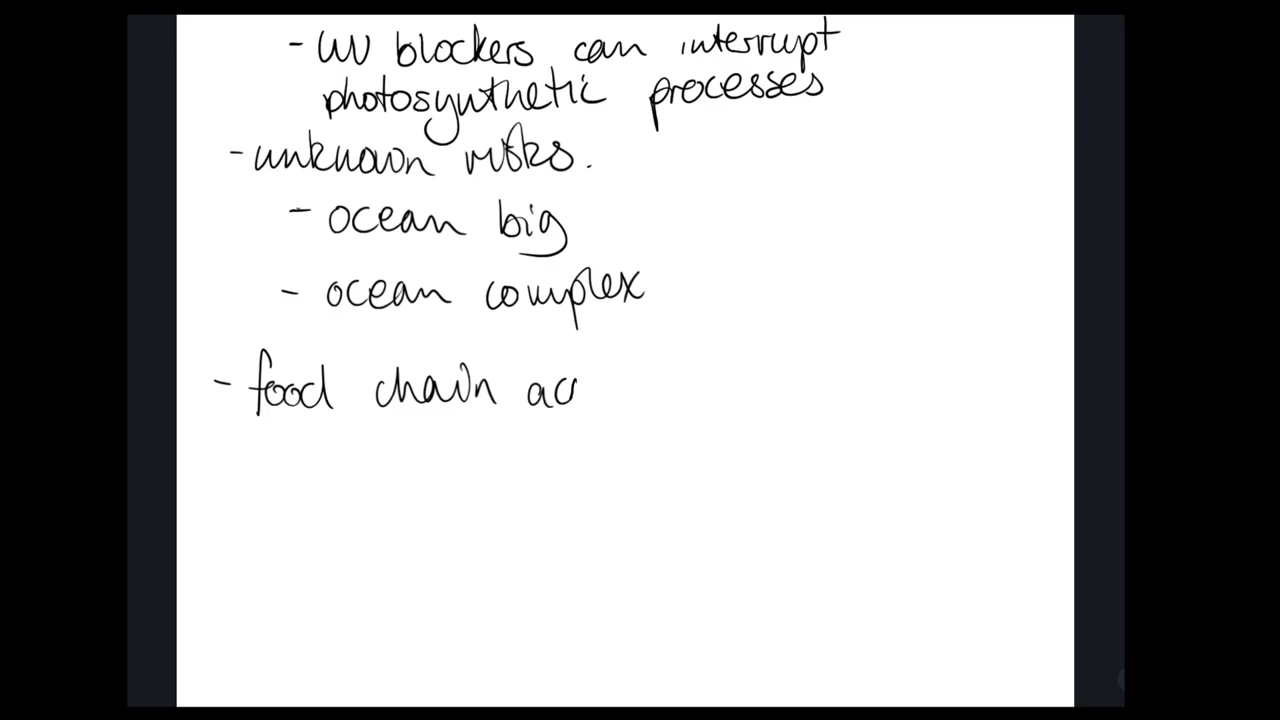 - UV blockers can interrupt
photosynthetic processes
- unknown risks.
- ocean big
- ocean complex
- food chain ac